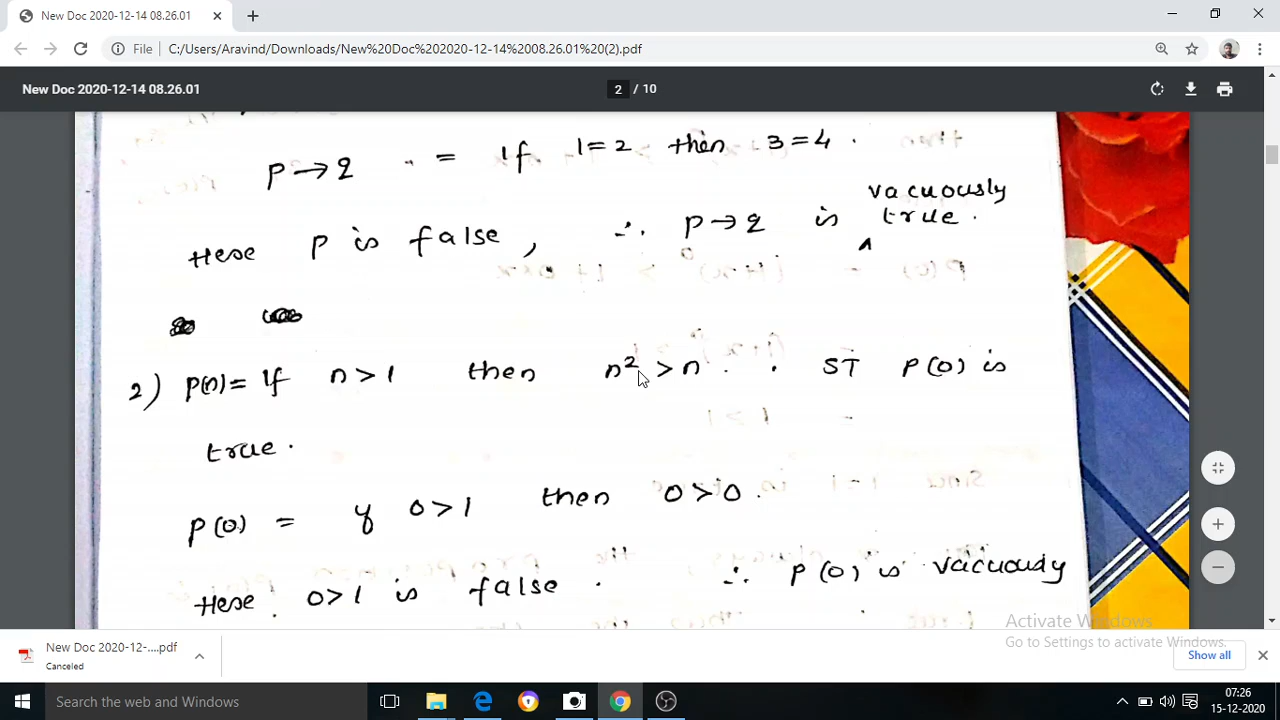 New Doc 2020-12-14 08.26.01
File C:/Users/Aravind/Downloads/New%20Doc%202020-12-14%2008.26.01%20(2).pdf
New Doc 2020-12-14 08.26.01
2 / 10
P → q = If 1=2 then 3=4 .
Here P is false , ∴ P → q is vacuously true .
2) P(n) = If n > 1 then n² > n . . ST P(0) is
true .
P(0) = if 0 > 1 then 0 > 0 .
Here 0 > 1 is false . ∴ P(0) is vacuously
Activate Windows
Go to Settings to activate Windows.
New Doc 2020-12-....pdf
Canceled
Show all
Search the web and Windows
07:26
15-12-2020